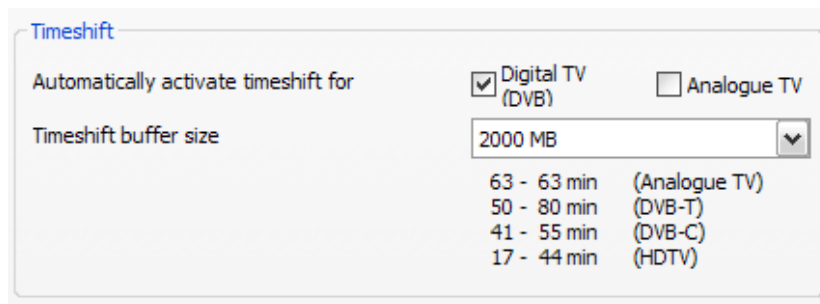 Timeshift
Automatically activate timeshift for Digital TV (DVB) Analogue TV
Timeshift buffer size 2000 MB
63 - 63 min (Analogue TV)
50 - 80 min (DVB-T)
41 - 55 min (DVB-C)
17 - 44 min (HDTV)